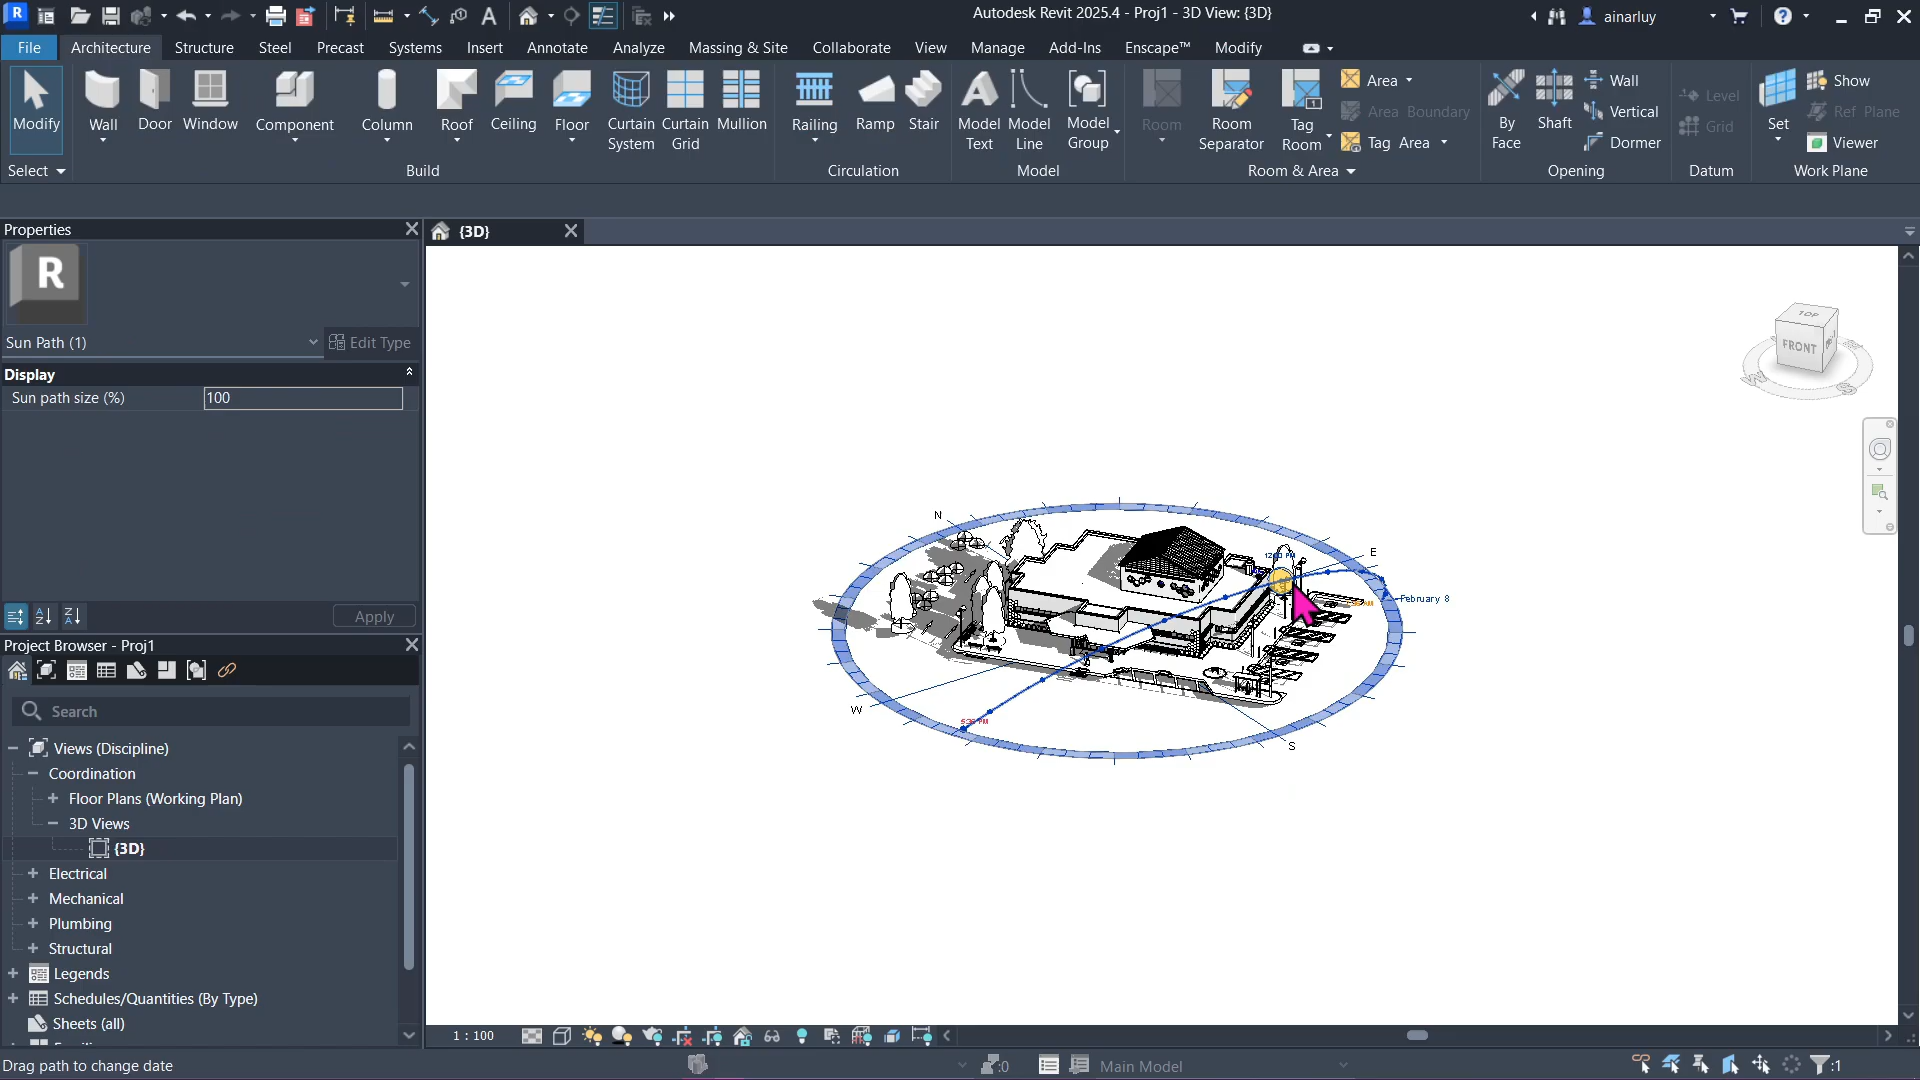 Autodesk Revit 2025.4 - Proj1 - 3D View: {3D}
ainarluy
File
Architecture
Structure
Steel
Precast
Systems
Insert
Annotate
Analyze
Massing & Site
Collaborate
View
Manage
Add-Ins
Enscape™
Modify
Modify
Wall
Door
Window
Component
Column
Roof
Ceiling
Floor
Curtain System
Curtain Grid
Mullion
Railing
Ramp
Stair
Model Text
Model Line
Model Group
Room
Room Separator
Tag Room
Area
Area Boundary
Tag Area
By Face
Shaft
Wall
Vertical
Dormer
Level
Grid
Set
Show
Ref Plane
Viewer
Select
Build
Circulation
Model
Room & Area
Opening
Datum
Work Plane
Properties
{3D}
R
Sun Path (1)
Edit Type
Display
Sun path size (%)
100
Apply
TOP
FRONT
N
E
February 8
W
S
Project Browser - Proj1
Search
Views (Discipline)
Coordination
Floor Plans (Working Plan)
3D Views
{3D}
Electrical
Mechanical
Plumbing
Structural
Legends
Schedules/Quantities (By Type)
Sheets (all)
1 : 100
Drag path to change date
:0
Main Model
:1